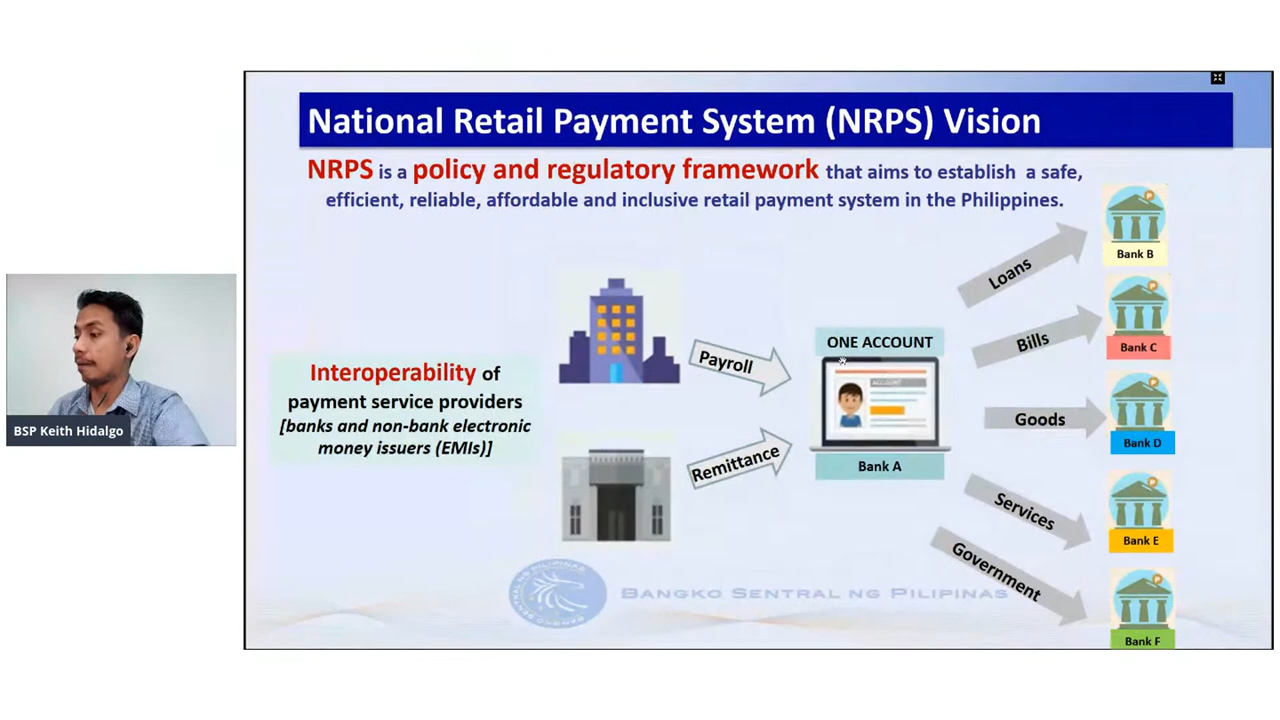 National Retail Payment System (NRPS) Vision
NRPS is a policy and regulatory framework that aims to establish a safe,
efficient, reliable, affordable and inclusive retail payment system in the Philippines.
Interoperability of
payment service providers
[banks and non-bank electronic
money issuers (EMIs)]
Payroll
Remittance
ONE ACCOUNT
ACCOUNT
Bank A
Loans
Bills
Goods
Services
Government
Bank B
Bank C
Bank D
Bank E
Bank F
BANGKO SENTRAL NG PILIPINAS
BSP Keith Hidalgo